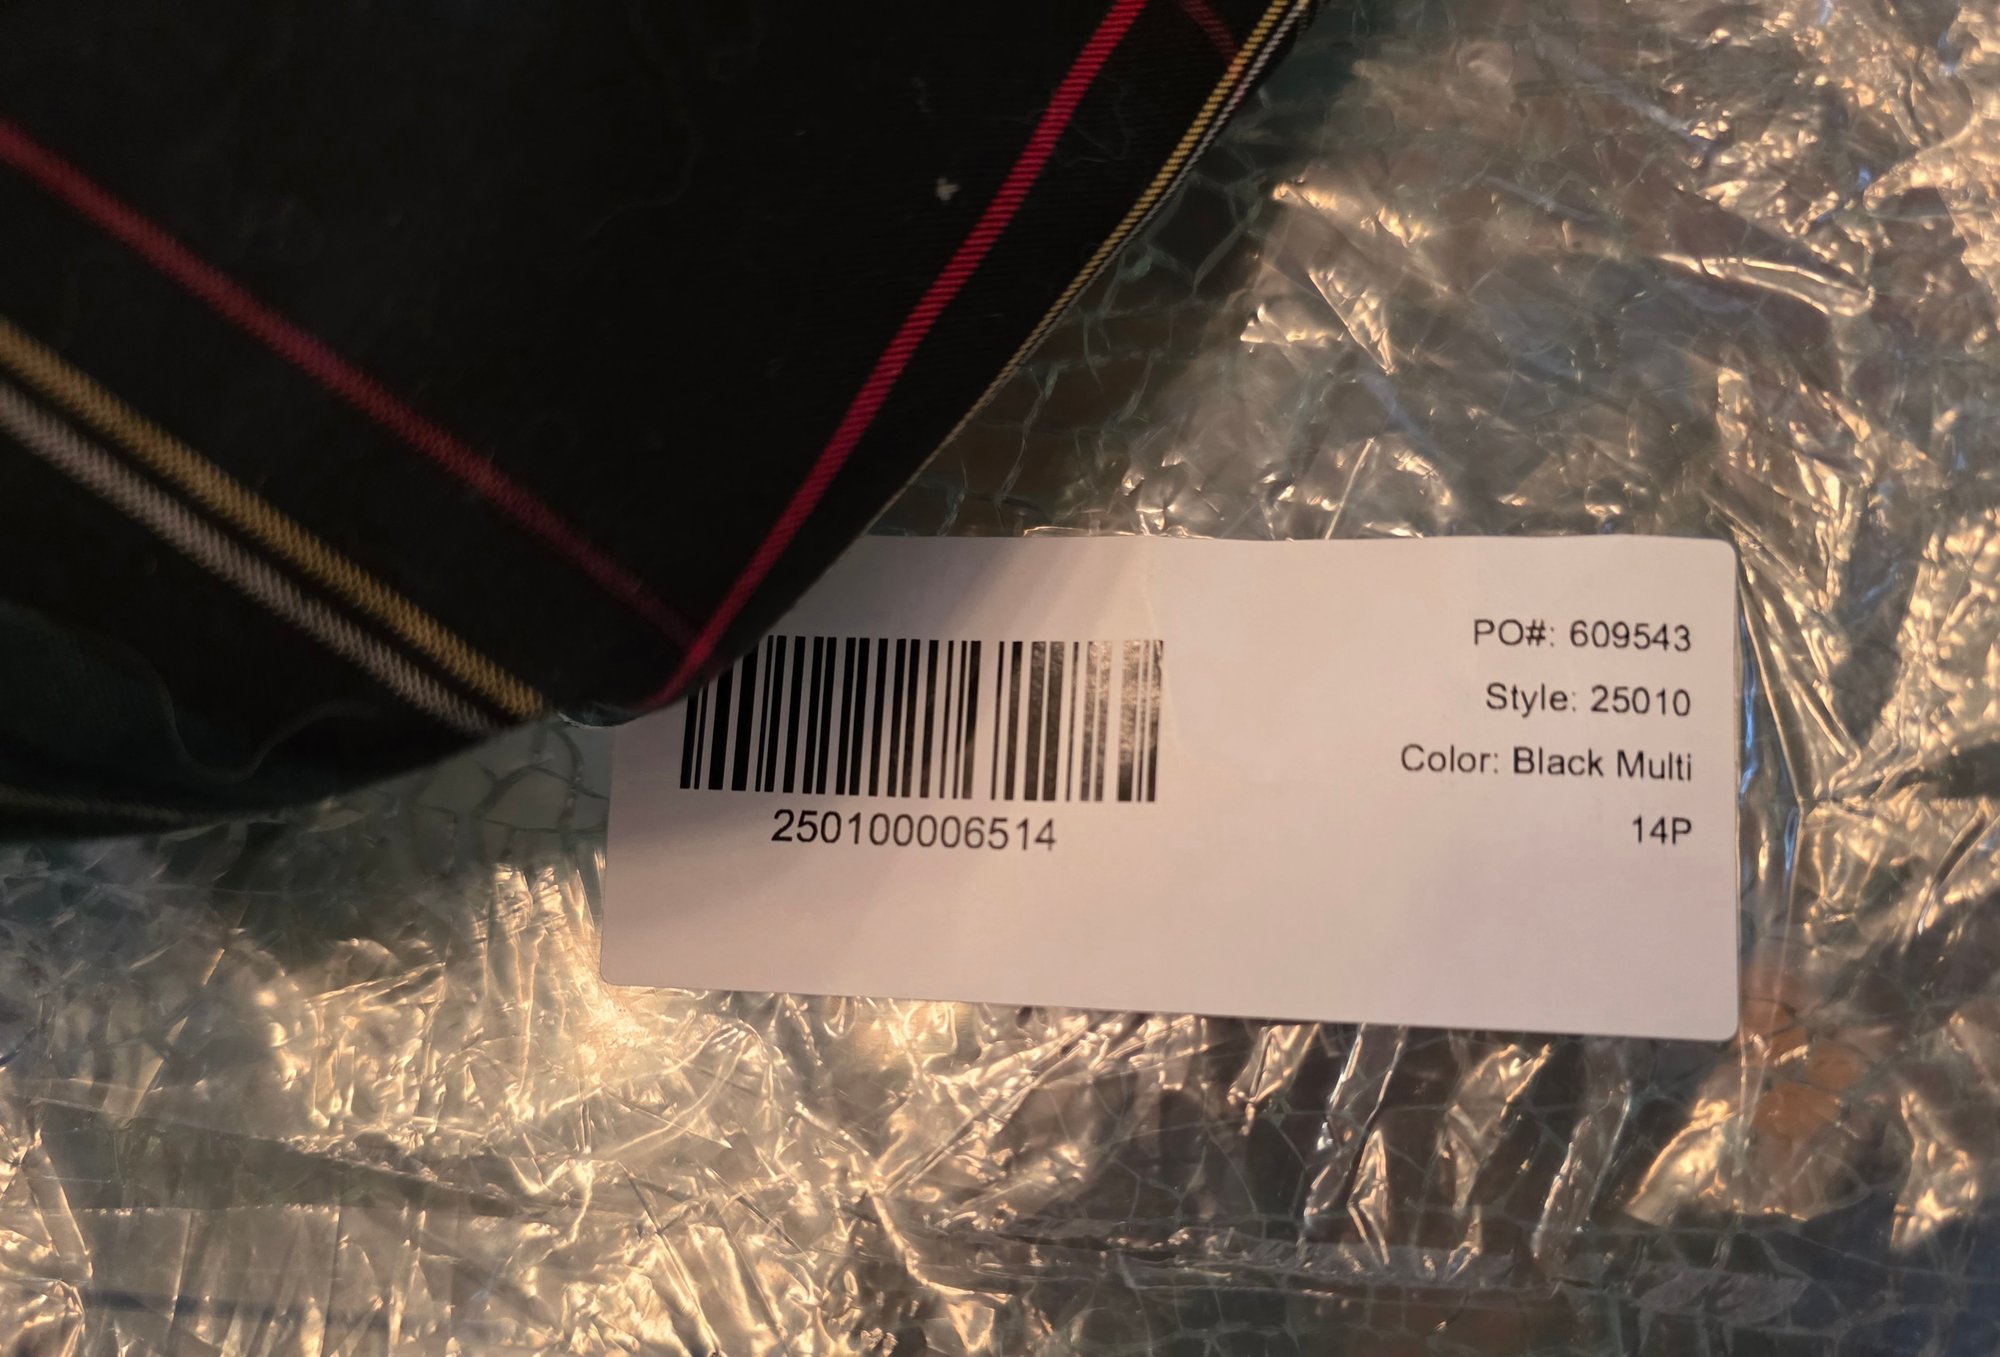 PO#: 609543
Style: 25010
Color: Black Multi
14P
250100006514